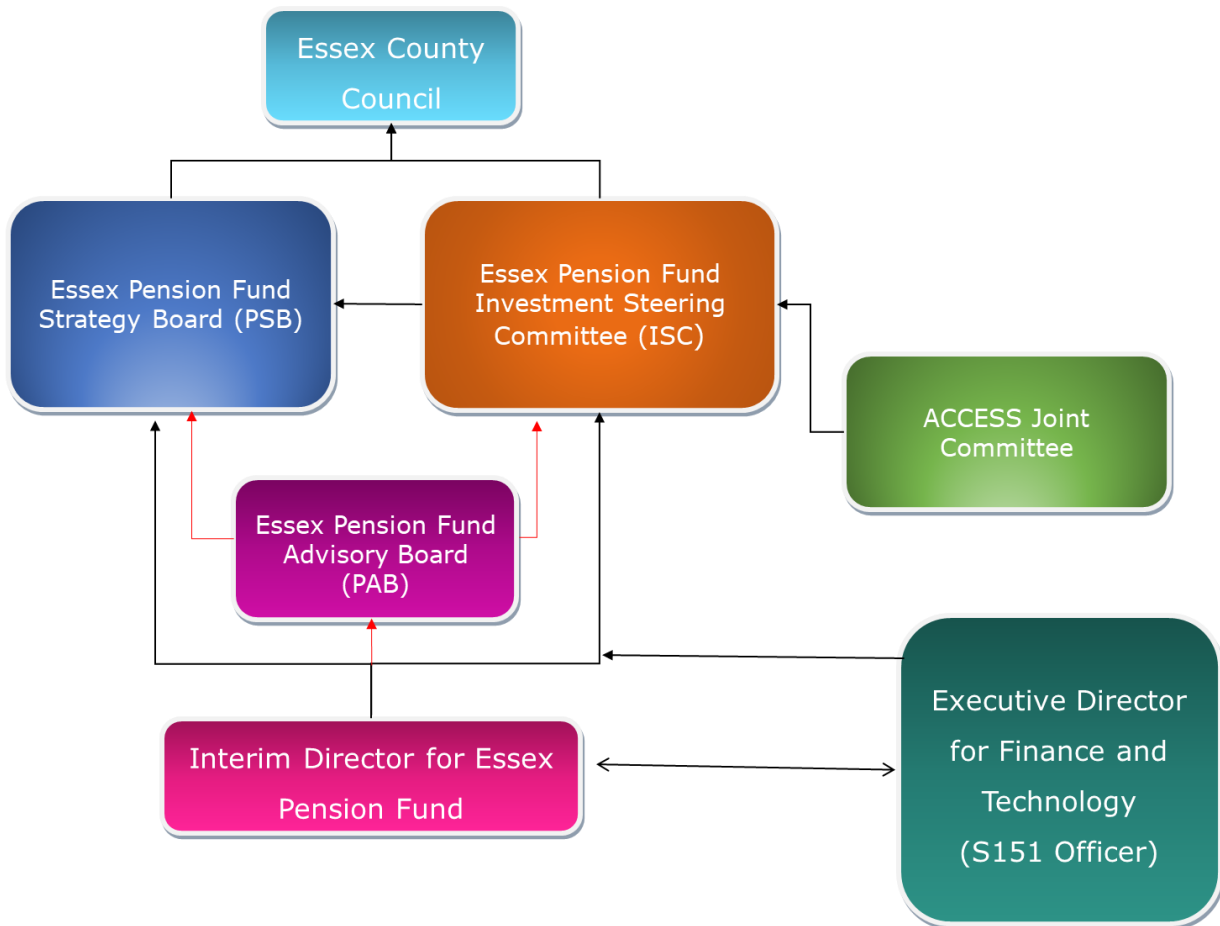 Essex County
Council
Essex Pension Fund
Strategy Board (PSB)
Essex Pension Fund
Investment Steering
Committee (ISC)
ACCESS Joint
Committee
Essex Pension Fund
Advisory Board
(PAB)
Interim Director for Essex
Pension Fund
Executive Director
for Finance and
Technology
(S151 Officer)